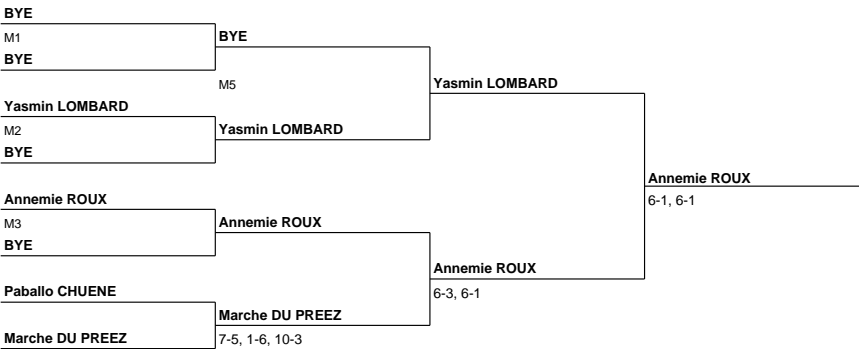 BYE
M1
BYE
BYE
M5
Yasmin LOMBARD
Yasmin LOMBARD
M2
BYE
Yasmin LOMBARD
Annemie ROUX
6-1, 6-1
Annemie ROUX
M3
BYE
Annemie ROUX
Annemie ROUX
6-3, 6-1
Paballo CHUENE
Marche DU PREEZ
Marche DU PREEZ
7-5, 1-6, 10-3